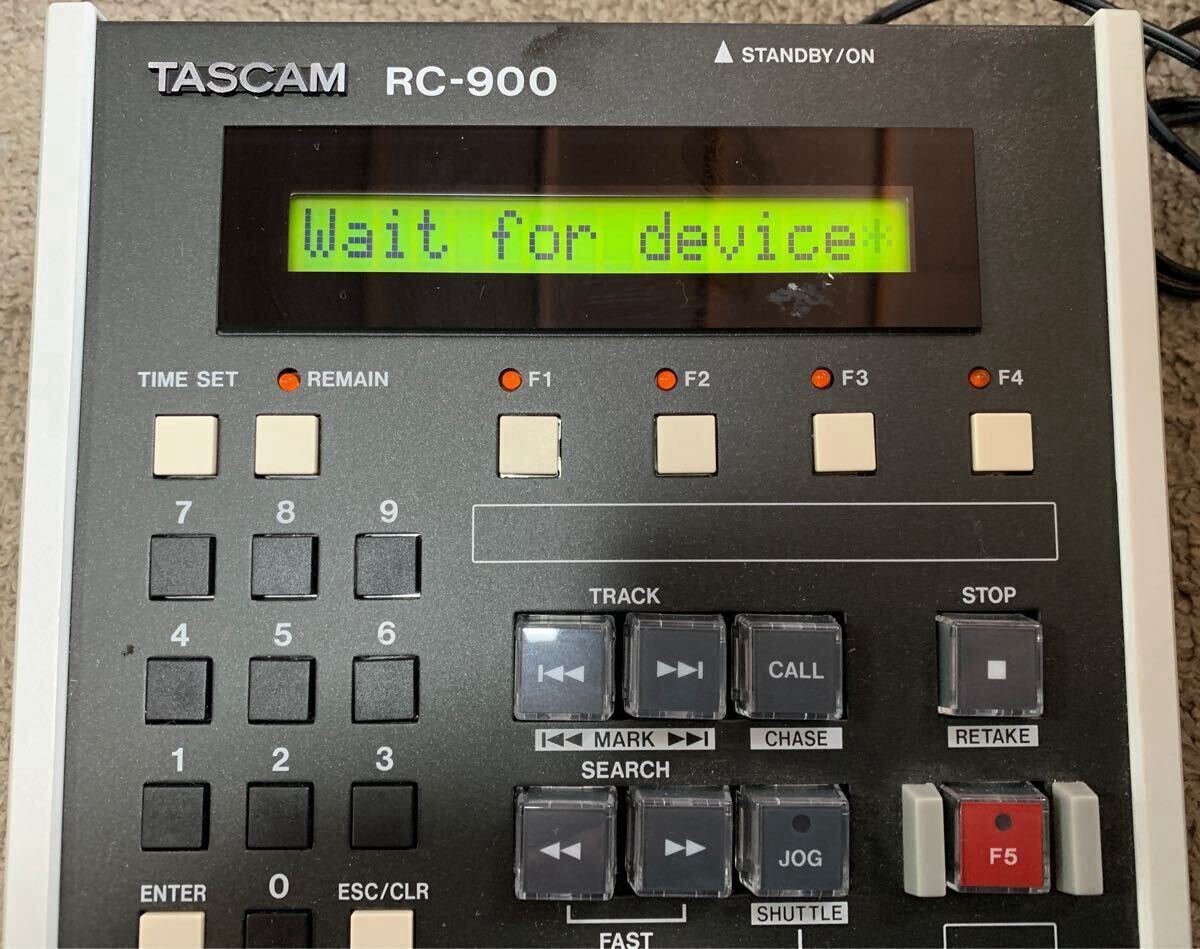 TASCAM RC-900
STANDBY/ON
Wait for device*
TIME SET REMAIN F1 F2 F3 F4
7 8 9
TRACK STOP
4 5 6
CALL
MARK CHASE RETAKE
1 2 3
SEARCH
JOG F5
ENTER 0 ESC/CLR
SHUTTLE
FAST